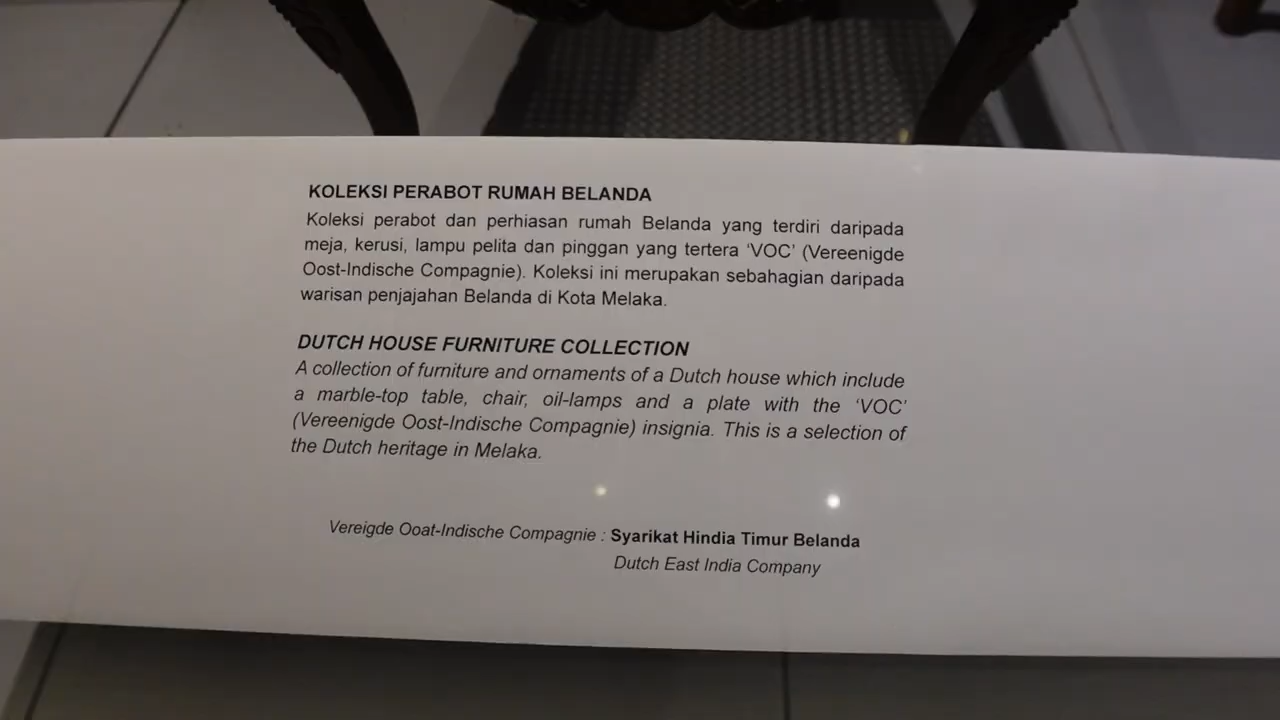 KOLEKSI PERABOT RUMAH BELANDA
Koleksi perabot dan perhiasan rumah Belanda yang terdiri daripada
meja, kerusi, lampu pelita dan pinggan yang tertera ‘VOC’ (Vereenigde
Oost-Indische Compagnie). Koleksi ini merupakan sebahagian daripada
warisan penjajahan Belanda di Kota Melaka.
DUTCH HOUSE FURNITURE COLLECTION
A collection of furniture and ornaments of a Dutch house which include
a marble-top table, chair, oil-lamps and a plate with the ‘VOC’
(Vereenigde Oost-Indische Compagnie) insignia. This is a selection of
the Dutch heritage in Melaka.
Vereigde Ooat-Indische Compagnie : Syarikat Hindia Timur Belanda
Dutch East India Company